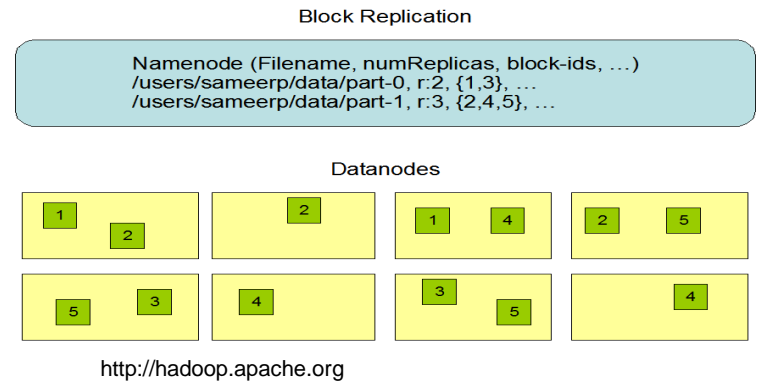 Block Replication
Namenode (Filename, numReplicas, block-ids, …)
/users/sameerp/data/part-0, r:2, {1,3}, …
/users/sameerp/data/part-1, r:3, {2,4,5}, …
Datanodes
1 2 2 1 4 2 5
5 3 4 3 5 4
http://hadoop.apache.org